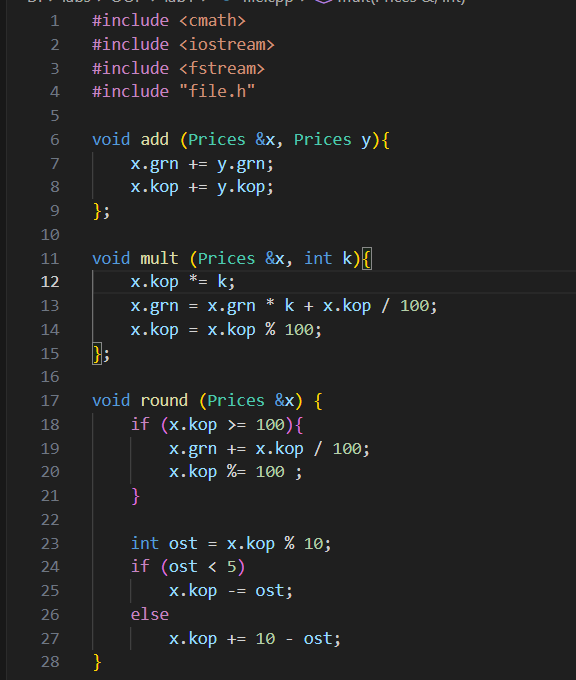 1 #include <cmath>
2 #include <iostream>
3 #include <fstream>
4 #include "file.h"
5
6 void add (Prices &x, Prices y){
7     x.grn += y.grn;
8     x.kop += y.kop;
9 };
10
11 void mult (Prices &x, int k){
12     x.kop *= k;
13     x.grn = x.grn * k + x.kop / 100;
14     x.kop = x.kop % 100;
15 };
16
17 void round (Prices &x) {
18     if (x.kop >= 100){
19         x.grn += x.kop / 100;
20         x.kop %= 100 ;
21     }
22
23     int ost = x.kop % 10;
24     if (ost < 5)
25         x.kop -= ost;
26     else
27         x.kop += 10 - ost;
28 }